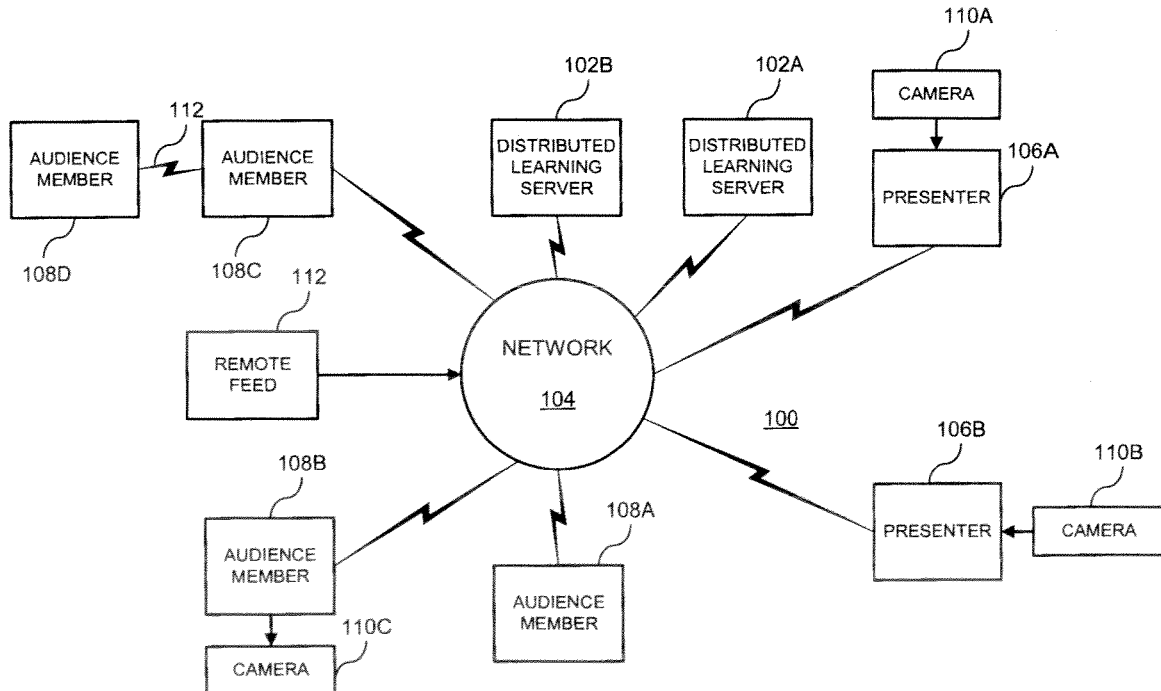 110A
CAMERA
102B
102A
112
DISTRIBUTED
LEARNING
SERVER
DISTRIBUTED
LEARNING
SERVER
106A
AUDIENCE
MEMBER
AUDIENCE
MEMBER
PRESENTER
108D
108C
112
REMOTE
FEED
NETWORK
104
100
106B
110B
108B
108A
PRESENTER
CAMERA
AUDIENCE
MEMBER
AUDIENCE
MEMBER
110C
CAMERA